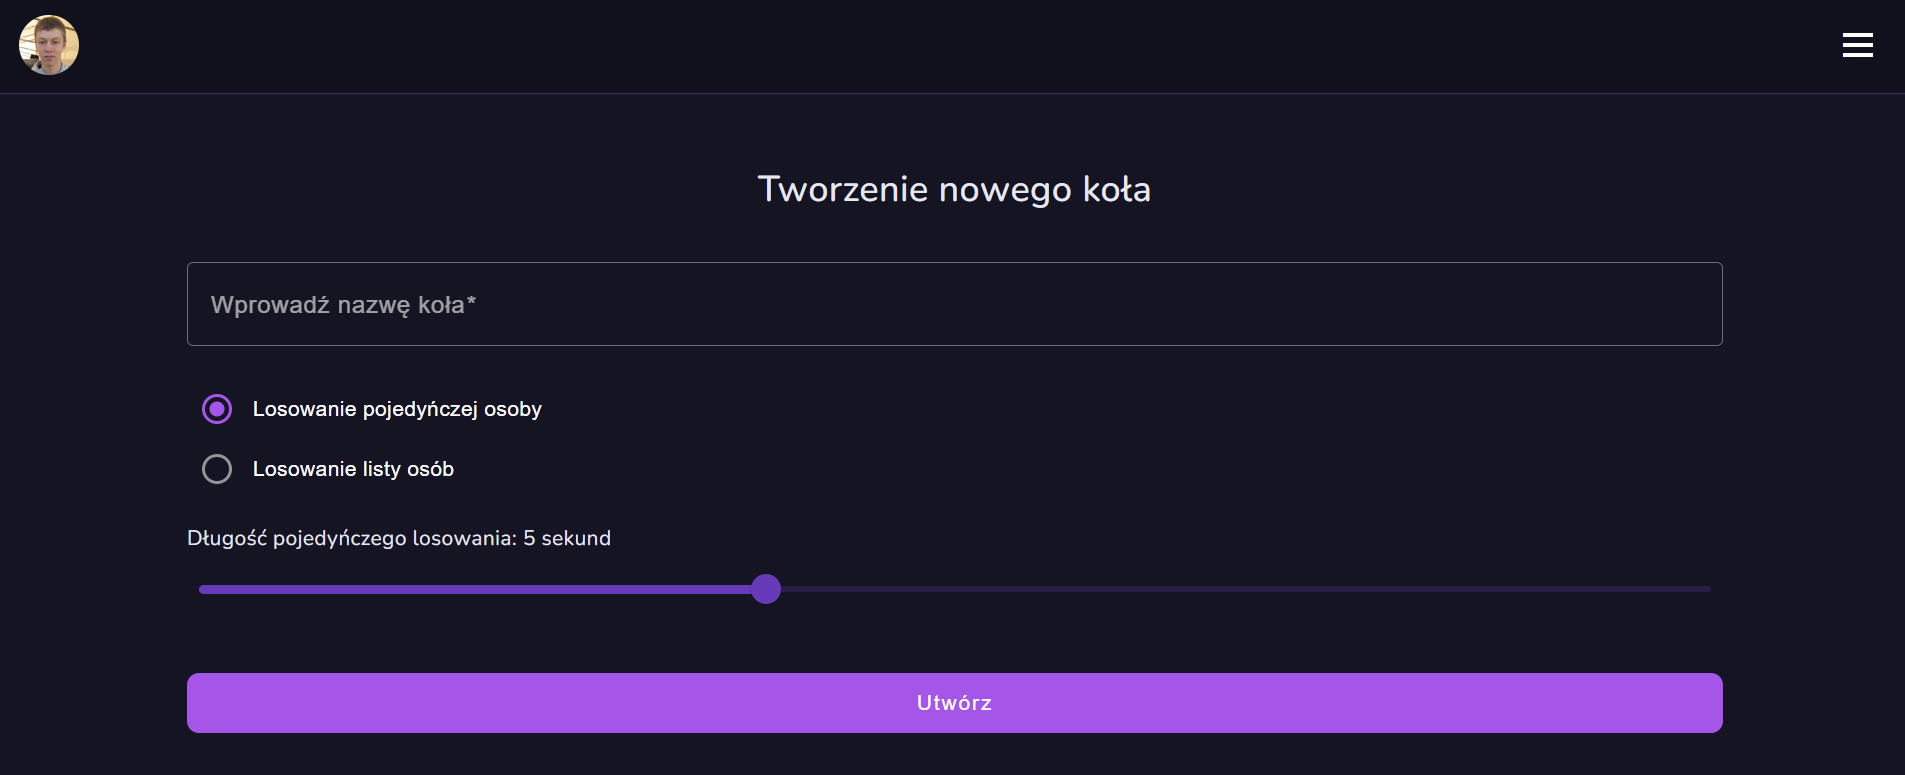 Tworzenie nowego koła
Wprowadź nazwę koła*
Losowanie pojedyńczej osoby
Losowanie listy osób
Długość pojedyńczego losowania: 5 sekund
Utwórz